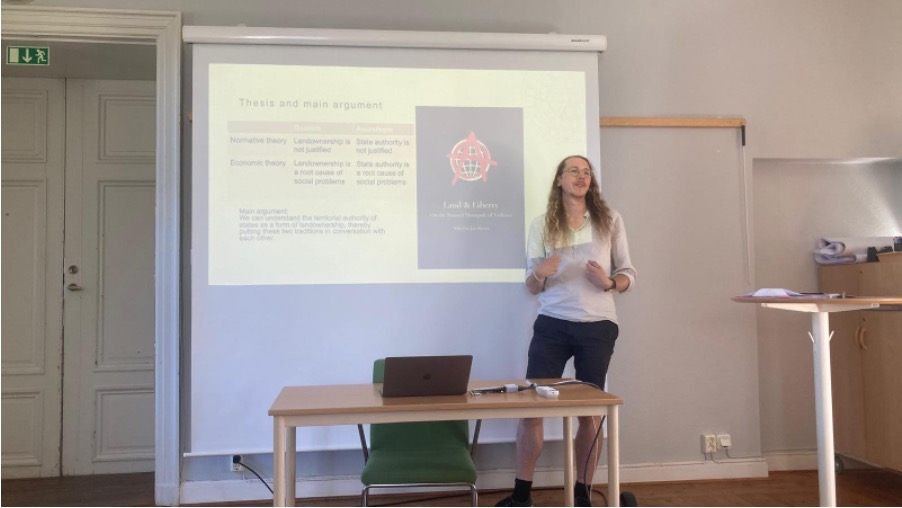 Thesis and main argument
Normative theory
Landownership is
not justified
State authority is
not justified
Economic theory
Landownership is
a root cause of
social problems
State authority is
a root cause of
social problems
Main argument:
We can understand the territorial authority of
states as a form of landownership, thereby
putting these two traditions in conversation with
each other.
Land & Liberty